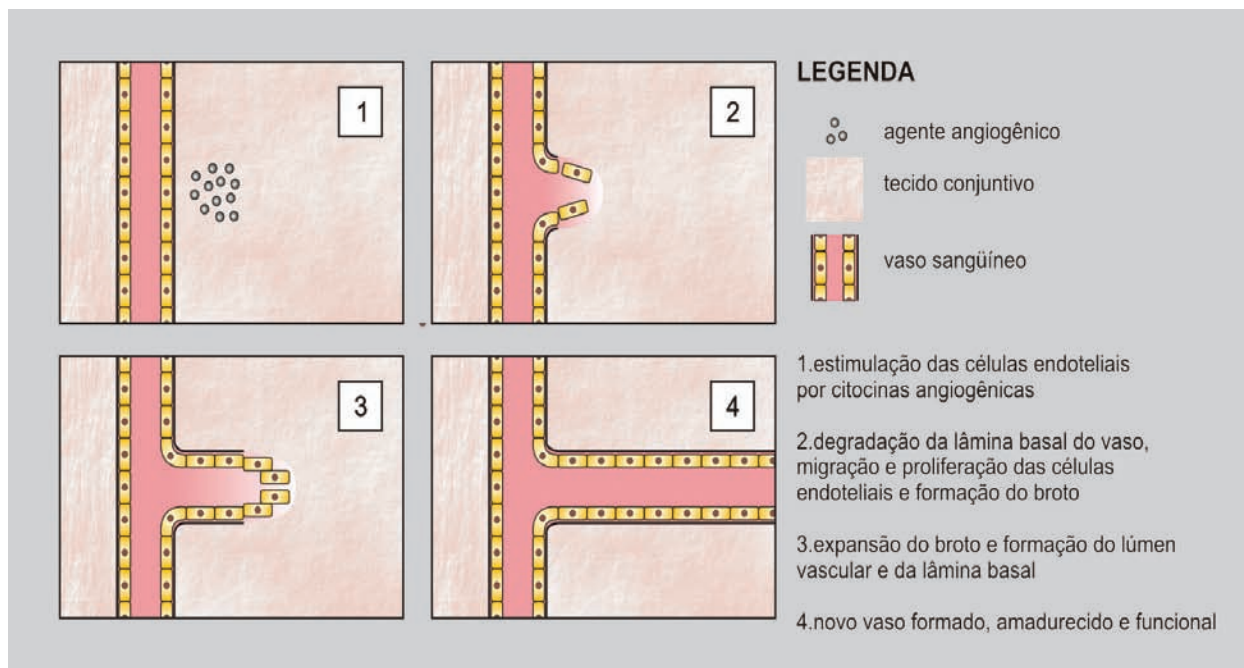 1
2
3
4
LEGENDA
agente angiogênico
tecido conjuntivo
vaso sangüíneo
1.estimulação das células endoteliais
por citocinas angiogênicas
2.degradação da lâmina basal do vaso,
migração e proliferação das células
endoteliais e formação do broto
3.expansão do broto e formação do lúmen
vascular e da lâmina basal
4.novo vaso formado, amadurecido e funcional